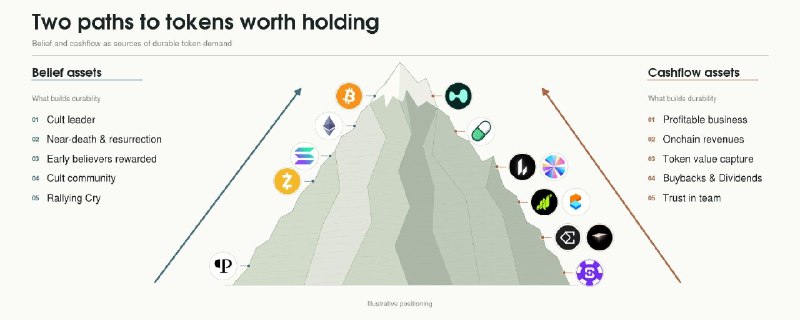 Two paths to tokens worth holding
Belief and cashflow as sources of durable token demand
Belief assets
What builds durability
01 Cult leader
02 Near-death & resurrection
03 Early believers rewarded
04 Cult community
05 Rallying Cry
Cashflow assets
What builds durability
01 Profitable business
02 Onchain revenues
03 Token value capture
04 Buybacks & Dividends
05 Trust in team
Illustrative positioning